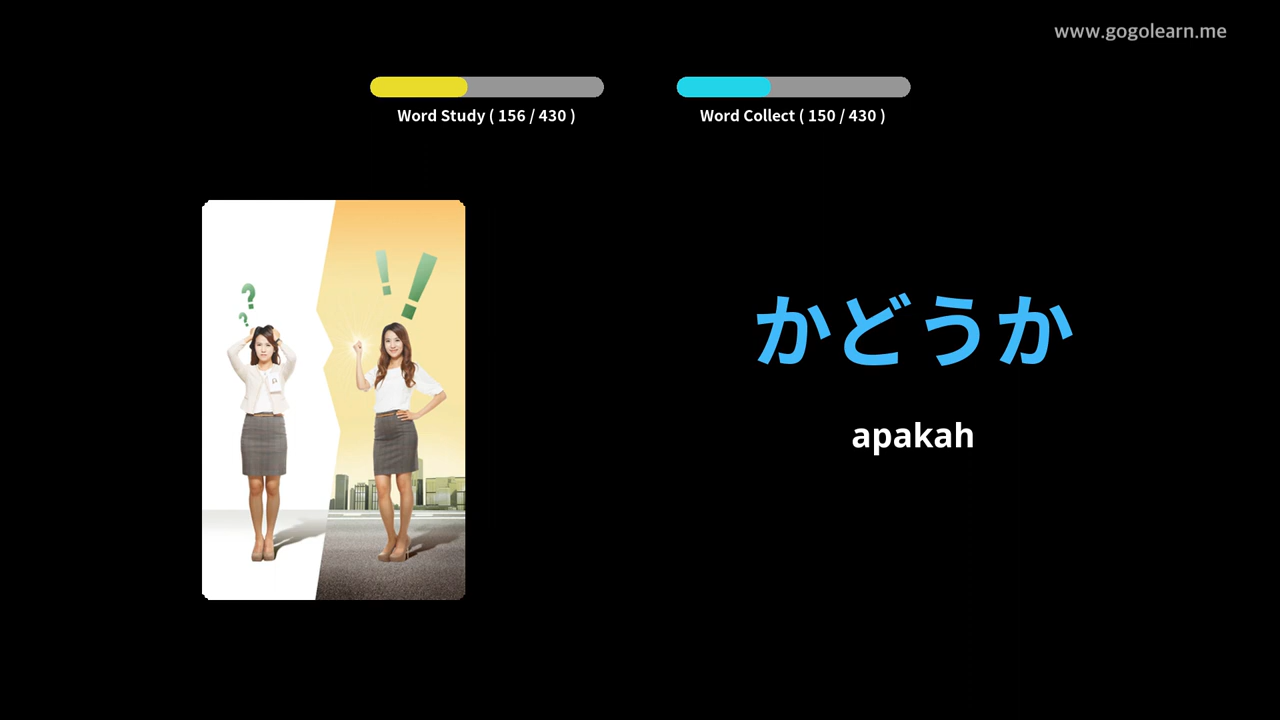 www.gogolearn.me
Word Study ( 156 / 430 )
Word Collect ( 150 / 430 )
? ? ! !
かどうか
apakah